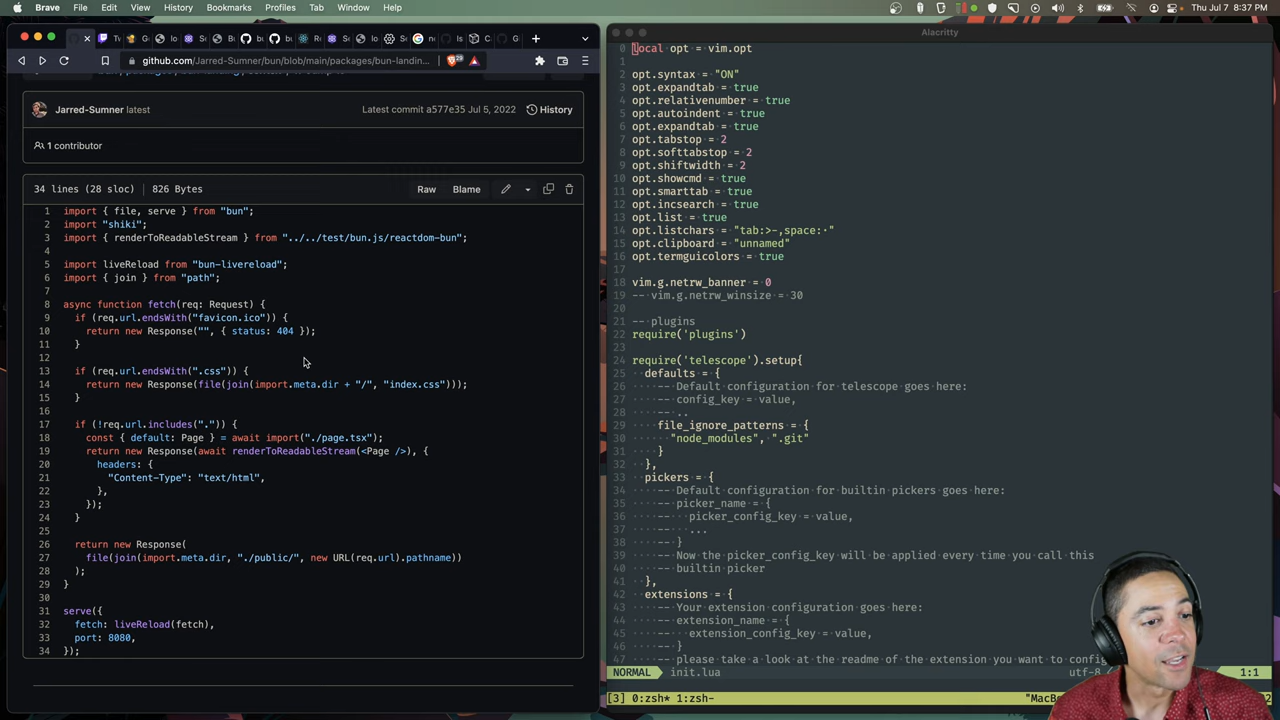 Brave File Edit View History Bookmarks Profiles Tab Window Help
Thu Jul 7 8:37 PM
github.com/Jarred-Sumner/bun/blob/main/packages/bun-landin...
Jarred-Sumner latest
Latest commit a577e35 Jul 5, 2022 History
1 contributor
34 lines (28 sloc) 826 Bytes
Raw Blame
1 import { file, serve } from "bun";
2 import "shiki";
3 import { renderToReadableStream } from "../../test/bun.js/reactdom-bun";
4
5 import liveReload from "bun-livereload";
6 import { join } from "path";
7
8 async function fetch(req: Request) {
9 if (req.url.endsWith("favicon.ico")) {
10 return new Response("", { status: 404 });
11 }
12
13 if (req.url.endsWith(".css")) {
14 return new Response(file(join(import.meta.dir + "/", "index.css")));
15 }
16
17 if (!req.url.includes(".")) {
18 const { default: Page } = await import("./page.tsx");
19 return new Response(await renderToReadableStream(<Page />), {
20 headers: {
21 "Content-Type": "text/html",
22 },
23 });
24 }
25
26 return new Response(
27 file(join(import.meta.dir, "./public/", new URL(req.url).pathname))
28 );
29 }
30
31 serve({
32 fetch: liveReload(fetch),
33 port: 8080,
34 });
Alacritty
0 local opt = vim.opt
1
2 opt.syntax = "ON"
3 opt.expandtab = true
4 opt.relativenumber = true
5 opt.autoindent = true
6 opt.expandtab = true
7 opt.tabstop = 2
8 opt.softtabstop = 2
9 opt.shiftwidth = 2
10 opt.showcmd = true
11 opt.smarttab = true
12 opt.incsearch = true
13 opt.list = true
14 opt.listchars = "tab:>-,space:·"
15 opt.clipboard = "unnamed"
16 opt.termguicolors = true
17
18 vim.g.netrw_banner = 0
19 -- vim.g.netrw_winsize = 30
20
21 -- plugins
22 require('plugins')
23
24 require('telescope').setup{
25 ··defaults = {
26 ····-- Default configuration for telescope goes here:
27 ····-- config_key = value,
28 ····-- ..
29 ····file_ignore_patterns = {
30 ······"node_modules", ".git"
31 ····}
32 ··},
33 ··pickers = {
34 ····-- Default configuration for builtin pickers goes here:
35 ····-- picker_name = {
36 ····--···picker_config_key = value,
37 ····--···...
38 ····-- }
39 ····-- Now the picker_config_key will be applied every time you call this
40 ····-- builtin picker
41 ··},
42 ··extensions = {
43 ····-- Your extension configuration goes here:
44 ····-- extension_name = {
45 ····--···extension_config_key = value,
46 ····-- }
47 ····-- please take a look at the readme of the extension you want to config
NORMAL init.lua utf-8 1:1
[3] 0:zsh* 1:zsh-